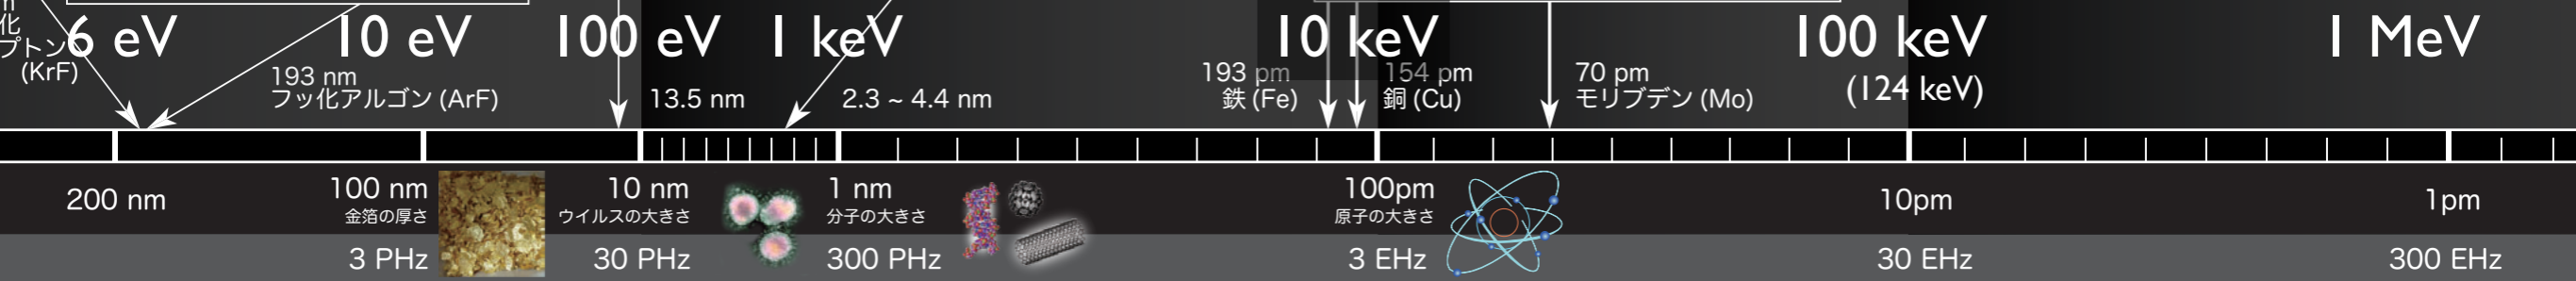 化
プトン
(KrF)
6 eV
10 eV
100 eV
1 keV
10 keV
100 keV
(124 keV)
1 MeV
193 nm
フッ化アルゴン (ArF)
13.5 nm
2.3 ~ 4.4 nm
193 pm
鉄 (Fe)
154 pm
銅 (Cu)
70 pm
モリブデン (Mo)
200 nm
100 nm
金箔の厚さ
10 nm
ウイルスの大きさ
1 nm
分子の大きさ
100pm
原子の大きさ
10pm
1pm
3 PHz
30 PHz
300 PHz
3 EHz
30 EHz
300 EHz